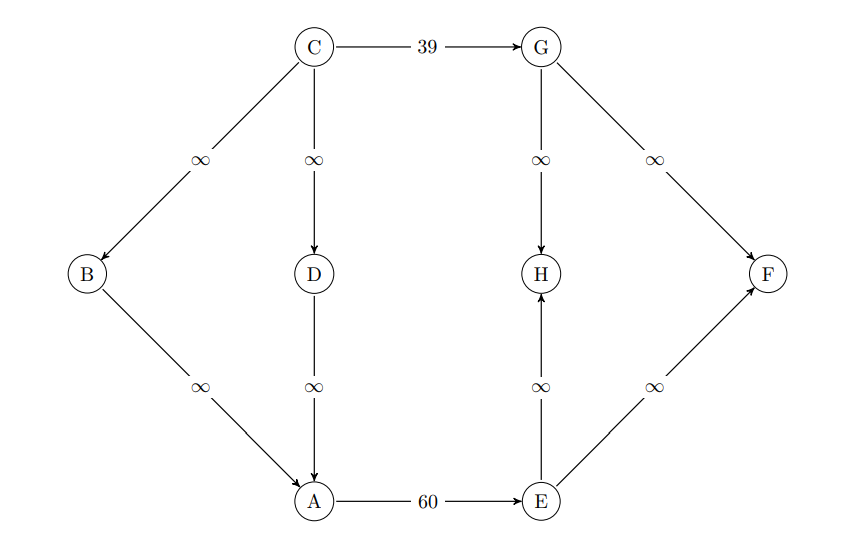 C 39 G
∞ ∞ ∞ ∞
B D H F
∞ ∞ ∞ ∞
A 60 E